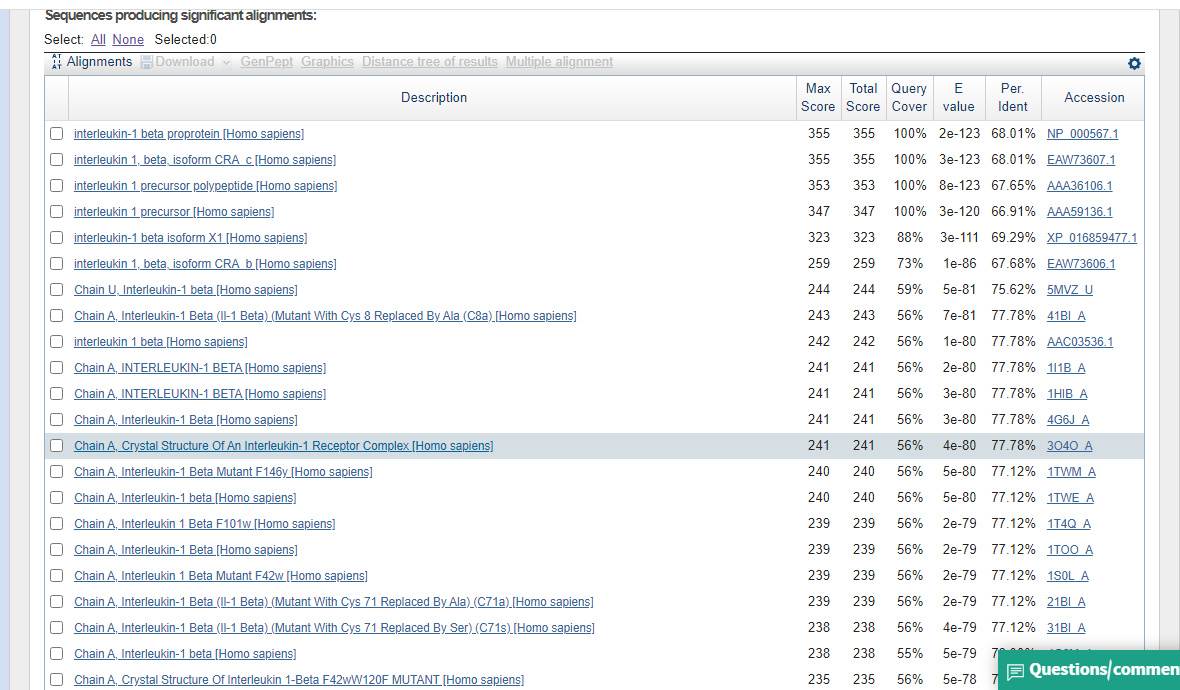 Sequences producing significant alignments:
Select: All None Selected:0
Alignments Download GenPept Graphics Distance tree of results Multiple alignment
Description Max Score Total Score Query Cover E value Per. Ident Accession
interleukin-1 beta proprotein [Homo sapiens] 355 355 100% 2e-123 68.01% NP_000567.1
interleukin 1, beta, isoform CRA_c [Homo sapiens] 355 355 100% 3e-123 68.01% EAW73607.1
interleukin 1 precursor polypeptide [Homo sapiens] 353 353 100% 8e-123 67.65% AAA36106.1
interleukin 1 precursor [Homo sapiens] 347 347 100% 3e-120 66.91% AAA59136.1
interleukin-1 beta isoform X1 [Homo sapiens] 323 323 88% 3e-111 69.29% XP_016859477.1
interleukin 1, beta, isoform CRA_b [Homo sapiens] 259 259 73% 1e-86 67.68% EAW73606.1
Chain U, Interleukin-1 beta [Homo sapiens] 244 244 59% 5e-81 75.62% 5MVZ_U
Chain A, Interleukin-1 Beta (Il-1 Beta) (Mutant With Cys 8 Replaced By Ala (C8a) [Homo sapiens] 243 243 56% 7e-81 77.78% 41BI_A
interleukin 1 beta [Homo sapiens] 242 242 56% 1e-80 77.78% AAC03536.1
Chain A, INTERLEUKIN-1 BETA [Homo sapiens] 241 241 56% 2e-80 77.78% 1I1B_A
Chain A, INTERLEUKIN-1 BETA [Homo sapiens] 241 241 56% 3e-80 77.78% 1HIB_A
Chain A, Interleukin-1 Beta [Homo sapiens] 241 241 56% 3e-80 77.78% 4G6J_A
Chain A, Crystal Structure Of An Interleukin-1 Receptor Complex [Homo sapiens] 241 241 56% 4e-80 77.78% 3O4O_A
Chain A, Interleukin-1 Beta Mutant F146y [Homo sapiens] 240 240 56% 5e-80 77.12% 1TWM_A
Chain A, Interleukin-1 beta [Homo sapiens] 240 240 56% 5e-80 77.12% 1TWE_A
Chain A, Interleukin 1 Beta F101w [Homo sapiens] 239 239 56% 2e-79 77.12% 1T4Q_A
Chain A, Interleukin-1 Beta [Homo sapiens] 239 239 56% 2e-79 77.12% 1TOO_A
Chain A, Interleukin 1 Beta Mutant F42w [Homo sapiens] 239 239 56% 2e-79 77.12% 1S0L_A
Chain A, Interleukin-1 Beta (Il-1 Beta) (Mutant With Cys 71 Replaced By Ala) (C71a) [Homo sapiens] 239 239 56% 2e-79 77.12% 21BI_A
Chain A, Interleukin-1 Beta (Il-1 Beta) (Mutant With Cys 71 Replaced By Ser) (C71s) [Homo sapiens] 238 238 56% 4e-79 77.12% 31BI_A
Chain A, Interleukin-1 beta [Homo sapiens] 238 238 55% 5e-79
Chain A, Crystal Structure Of Interleukin 1-Beta F42wW120F MUTANT [Homo sapiens] 235 235 56% 5e-78
Questions/commen